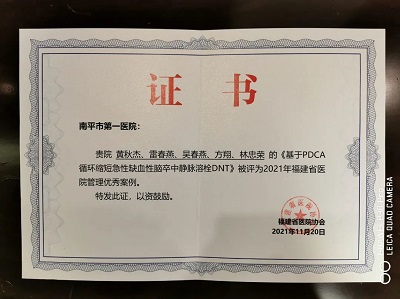 证书
南平市第一医院：
贵院 黄秋杰、雷春燕、吴春燕、方翔、林忠荣 的《基于PDCA
循环缩短急性缺血性脑卒中静脉溶栓DNT》被评为2021年福建省医
院管理优秀案例。
特发此证，以资鼓励。
福建省医院协会
2021年11月20日
LEICA QUAD CAMERA